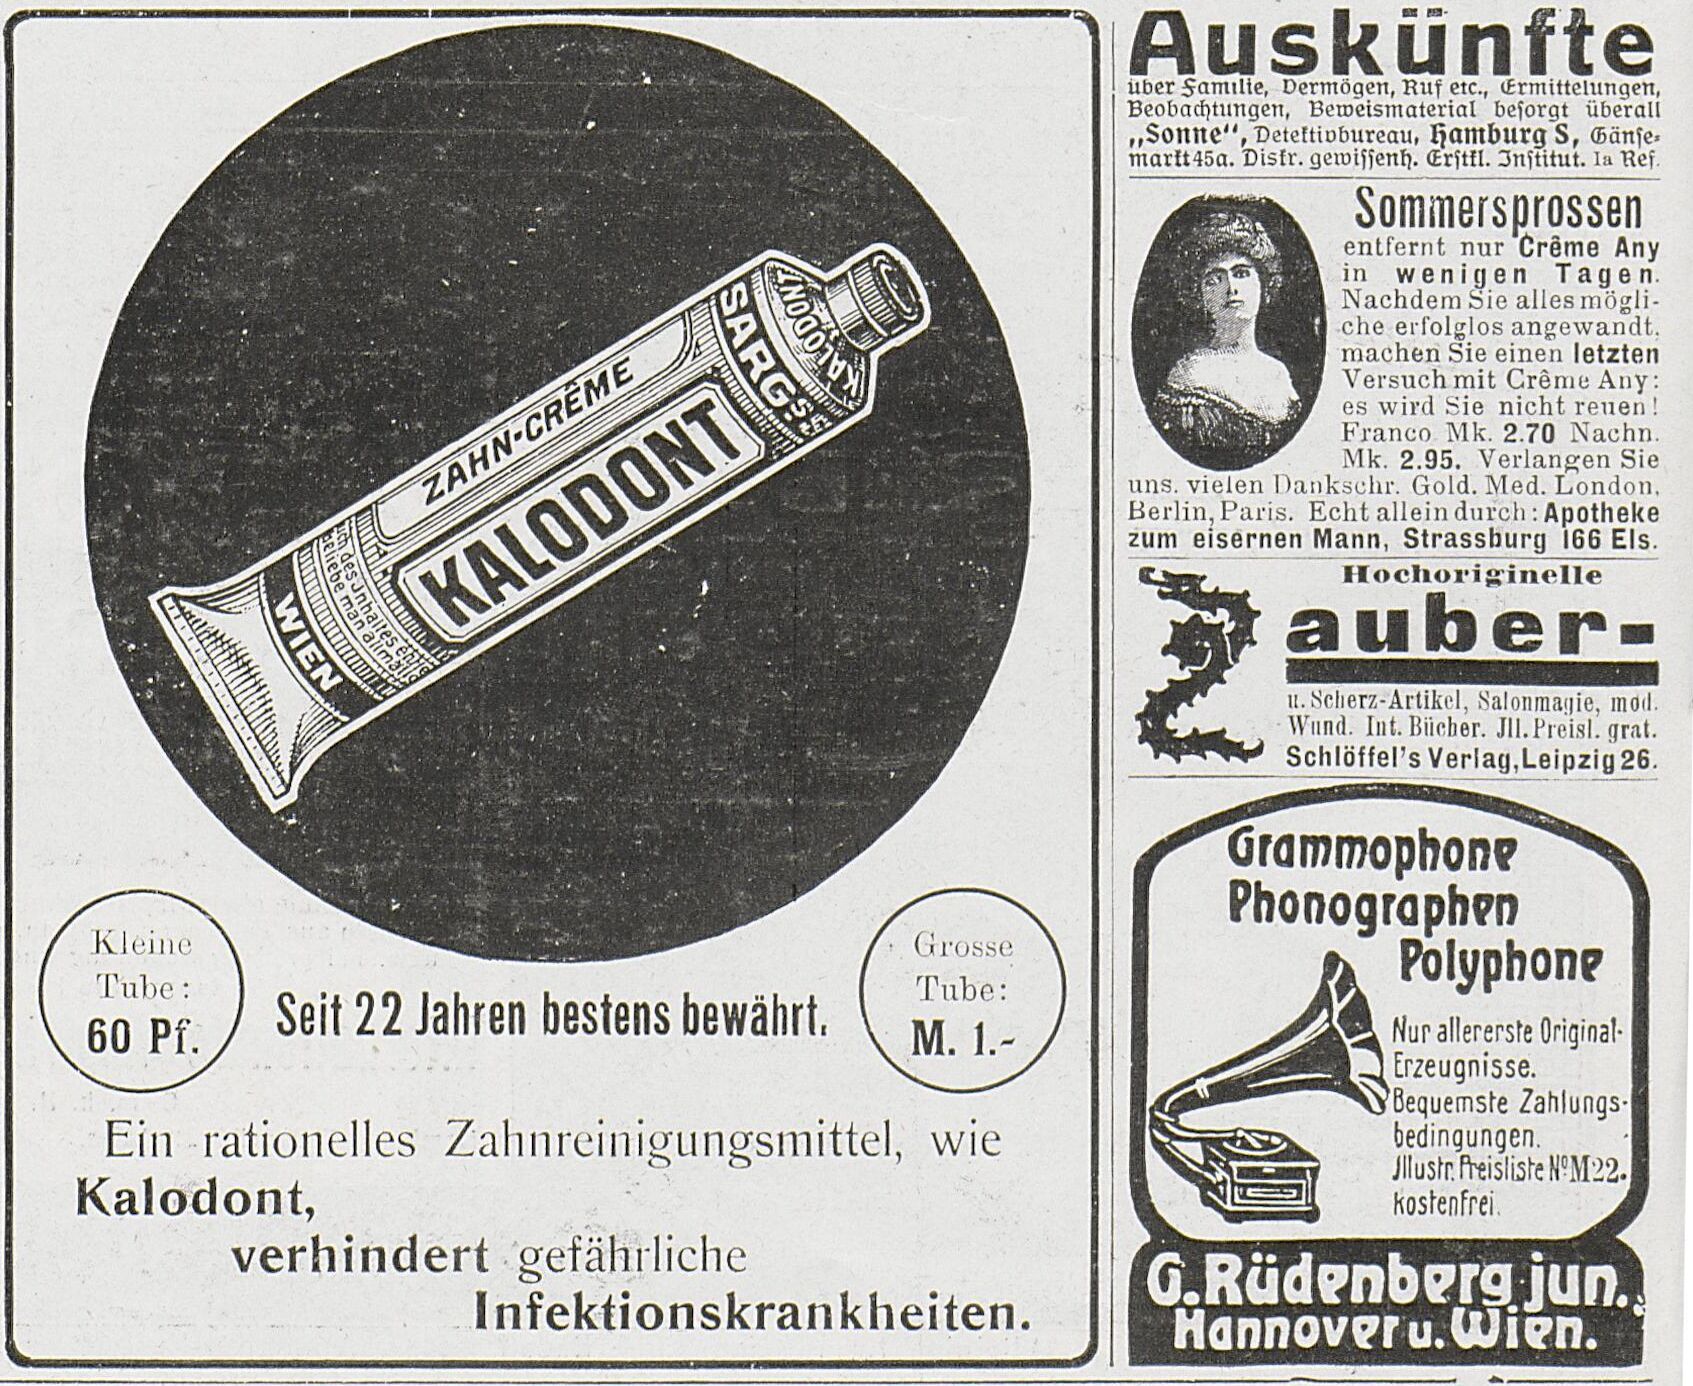 KALODONT
SARG'S
ZAHN-CRÊME
KALODONT
des Inhaltes
beliebe man
WIEN
Kleine
Tube:
60 Pf.
Seit 22 Jahren bestens bewährt.
Grosse
Tube:
M. 1.-
Ein rationelles Zahnreinigungsmittel, wie
Kalodont,
verhindert gefährliche
Infektionskrankheiten.
Auskünfte
über Familie, Vermögen, Ruf etc., Ermittelungen,
Beobachtungen, Beweismaterial besorgt überall
„Sonne“, Detektivbureau, Hamburg S, Gänse-
markt 45a. Diskr. gewissenh. Erstkl. Institut. Ia Ref.
Sommersprossen
entfernt nur Crême Any
in wenigen Tagen.
Nachdem Sie alles mögli-
che erfolglos angewandt,
machen Sie einen letzten
Versuch mit Crême Any:
es wird Sie nicht reuen!
Franco Mk. 2.70 Nachn.
Mk. 2.95. Verlangen Sie
uns. vielen Dankschr. Gold. Med. London,
Berlin, Paris. Echt allein durch: Apotheke
zum eisernen Mann, Strassburg 166 Els.
Hochoriginelle
Zauber-
u. Scherz-Artikel, Salonmagie, mod.
Wund. Int. Bücher. Jll. Preisl. grat.
Schlöffel's Verlag, Leipzig 26.
Grammophone
Phonographen
Polyphone
Nur allererste Original-
Erzeugnisse.
Bequemste Zahlungs-
bedingungen.
Jllustr. Preisliste No M22.
kostenfrei.
G. Rüdenberg jun.
Hannover u. Wien.